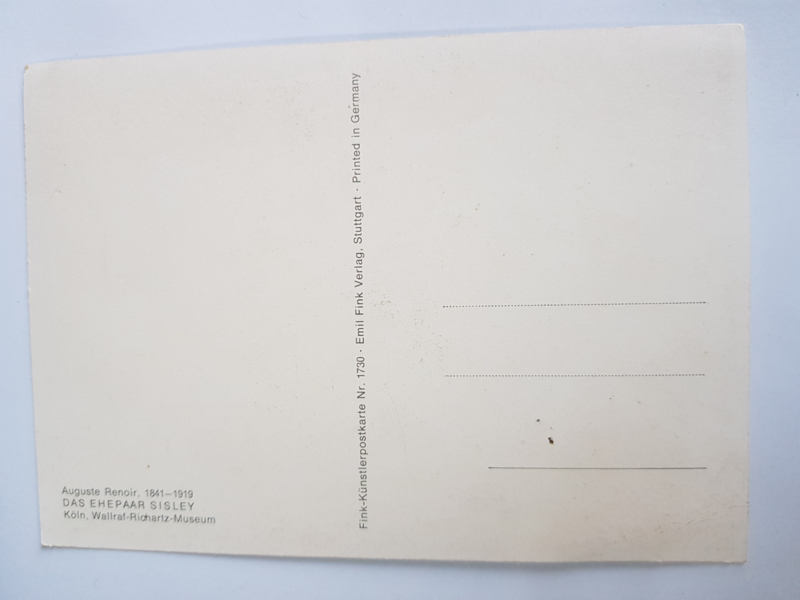 Auguste Renoir, 1841—1919
DAS EHEPAAR SISLEY
Köln, Wallraf-Richartz-Museum
Fink-Künstlerpostkarte Nr. 1730 · Emil Fink Verlag, Stuttgart · Printed in Germany